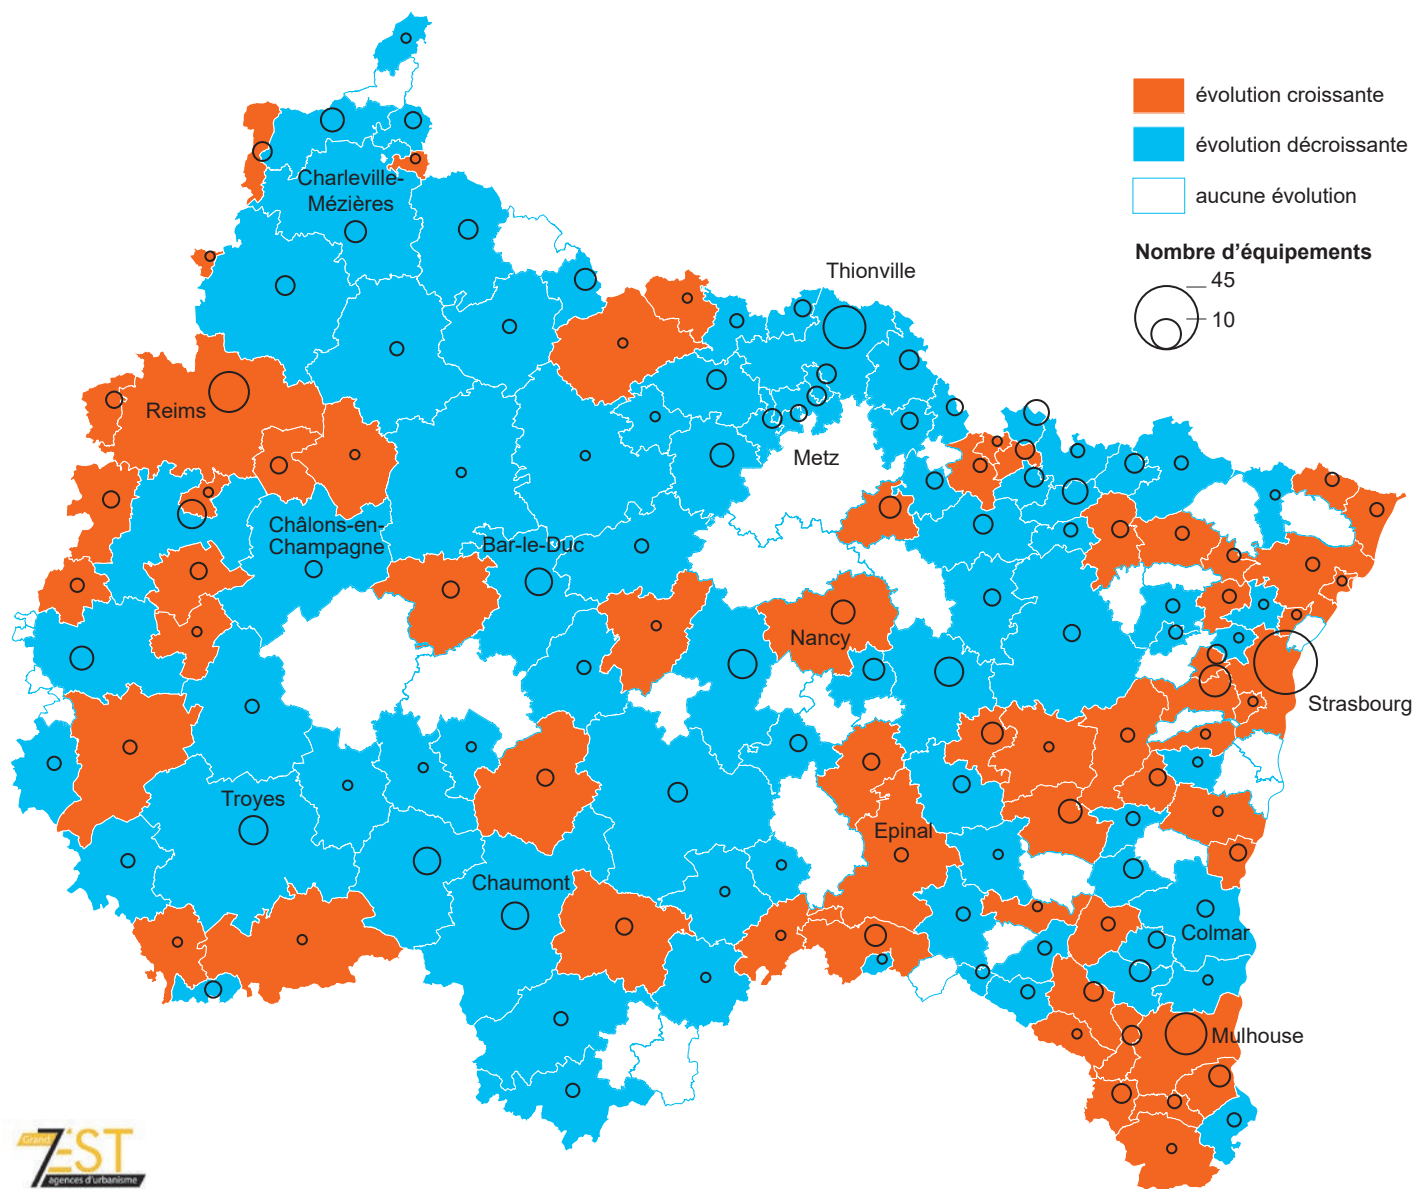 évolution croissante
évolution décroissante
aucune évolution
Nombre d’équipements
45
10
Thionville
Charleville-
Mézières
Reims
Metz
Châlons-en-
Champagne
Bar-le-Duc
Nancy
Strasbourg
Troyes
Epinal
Chaumont
Colmar
Mulhouse
Grand
7EST
agences d'urbanisme